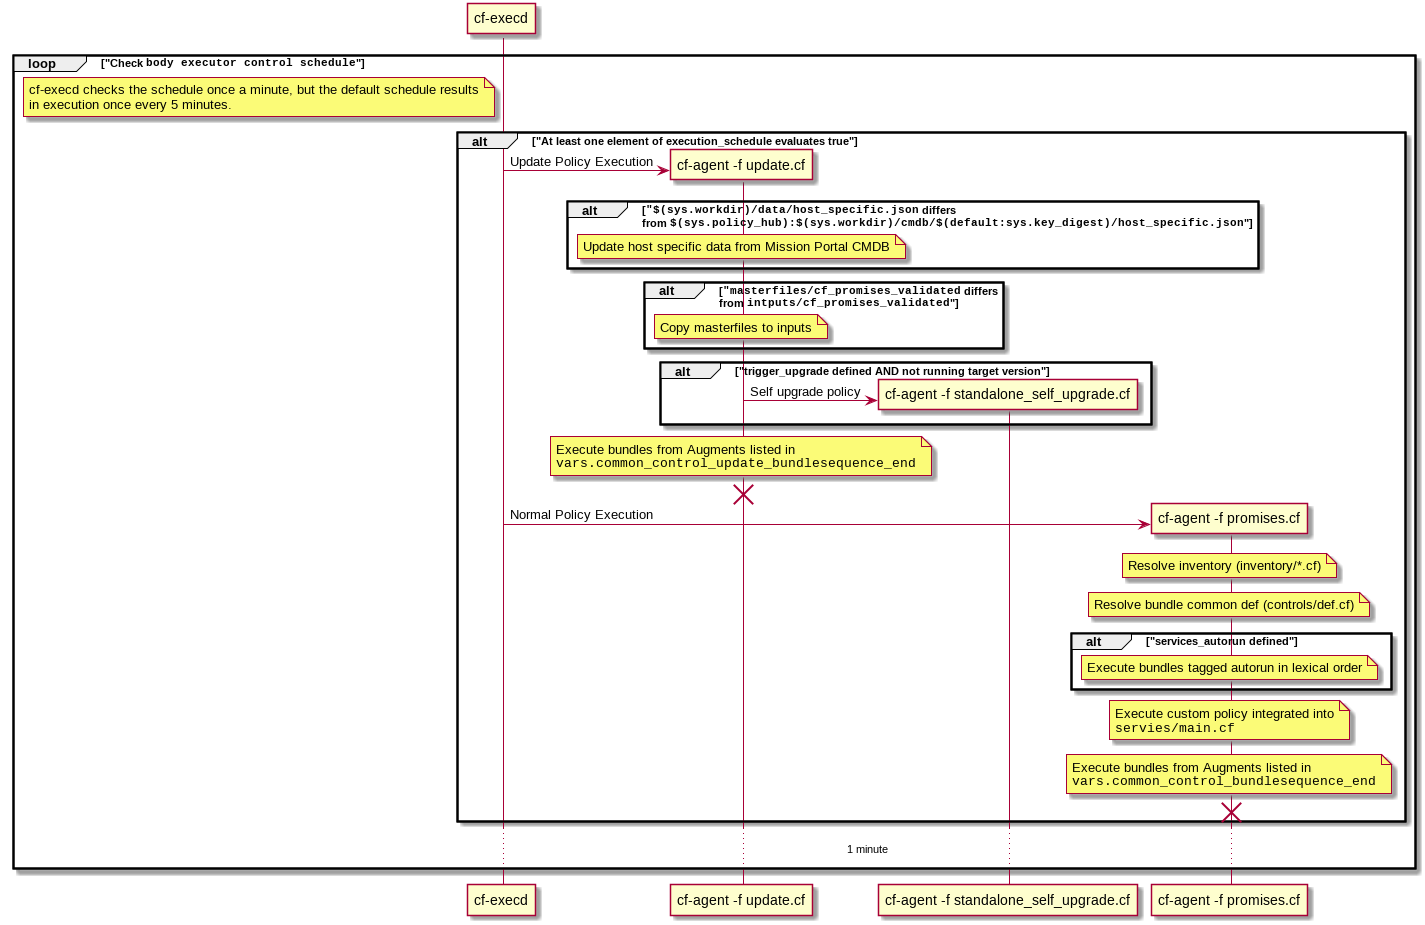 cf-execd
loop ["Check body executor control schedule"]
cf-execd checks the schedule once a minute, but the default schedule results
in execution once every 5 minutes.
alt ["At least one element of execution_schedule evaluates true"]
Update Policy Execution
cf-agent -f update.cf
alt ["$(sys.workdir)/data/host_specific.json differs
from $(sys.policy_hub):$(sys.workdir)/cmdb/$(default:sys.key_digest)/host_specific.json"]
Update host specific data from Mission Portal CMDB
alt ["masterfiles/cf_promises_validated differs
from intputs/cf_promises_validated"]
Copy masterfiles to inputs
alt ["trigger_upgrade defined AND not running target version"]
Self upgrade policy
cf-agent -f standalone_self_upgrade.cf
Execute bundles from Augments listed in
vars.common_control_update_bundlesequence_end
Normal Policy Execution
cf-agent -f promises.cf
Resolve inventory (inventory/*.cf)
Resolve bundle common def (controls/def.cf)
alt ["services_autorun defined"]
Execute bundles tagged autorun in lexical order
Execute custom policy integrated into
servies/main.cf
Execute bundles from Augments listed in
vars.common_control_bundlesequence_end
1 minute
cf-execd
cf-agent -f update.cf
cf-agent -f standalone_self_upgrade.cf
cf-agent -f promises.cf